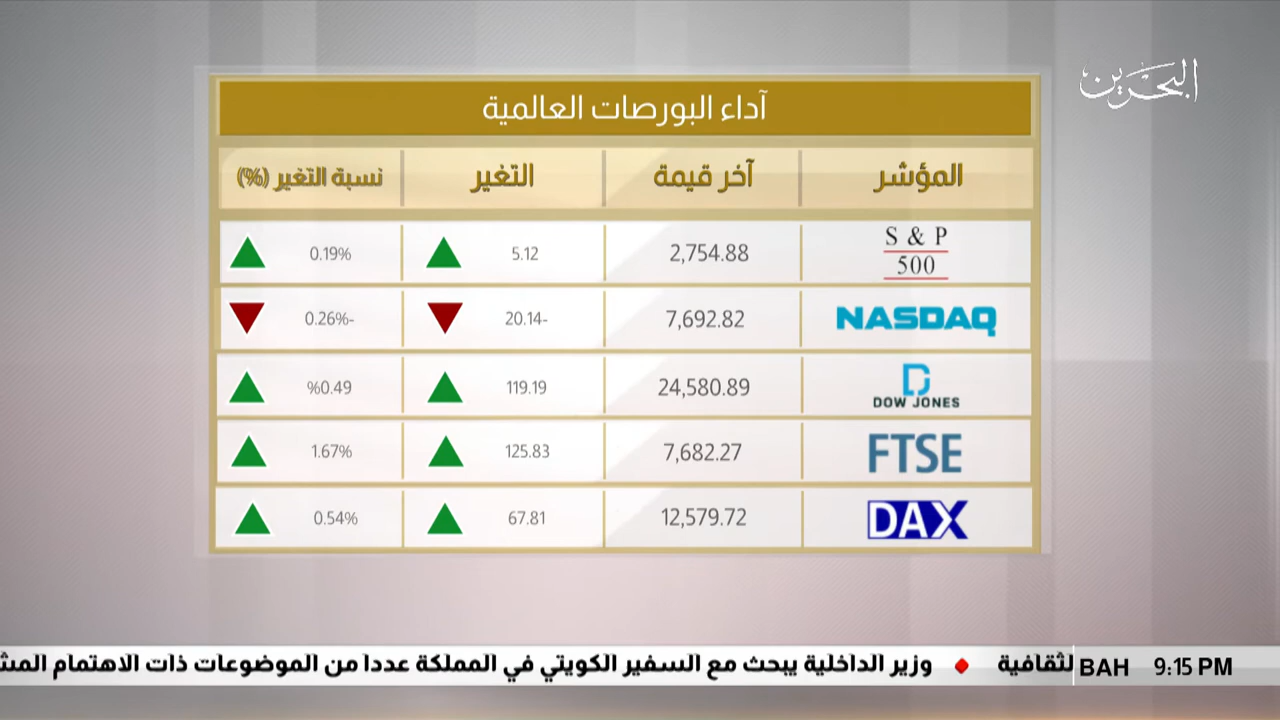 البحرين
آداء البورصات العالمية
المؤشر آخر قيمة التغير نسبة التغير (%)
S & P
500
2,754.88 5.12 0.19%
NASDAQ 7,692.82 20.14- 0.26%-
DOW JONES 24,580.89 119.19 %0.49
FTSE 7,682.27 125.83 1.67%
DAX 12,579.72 67.81 0.54%
لثقافية وزير الداخلية يبحث مع السفير الكويتي في المملكة عددا من الموضوعات ذات الاهتمام
BAH 9:15 PM